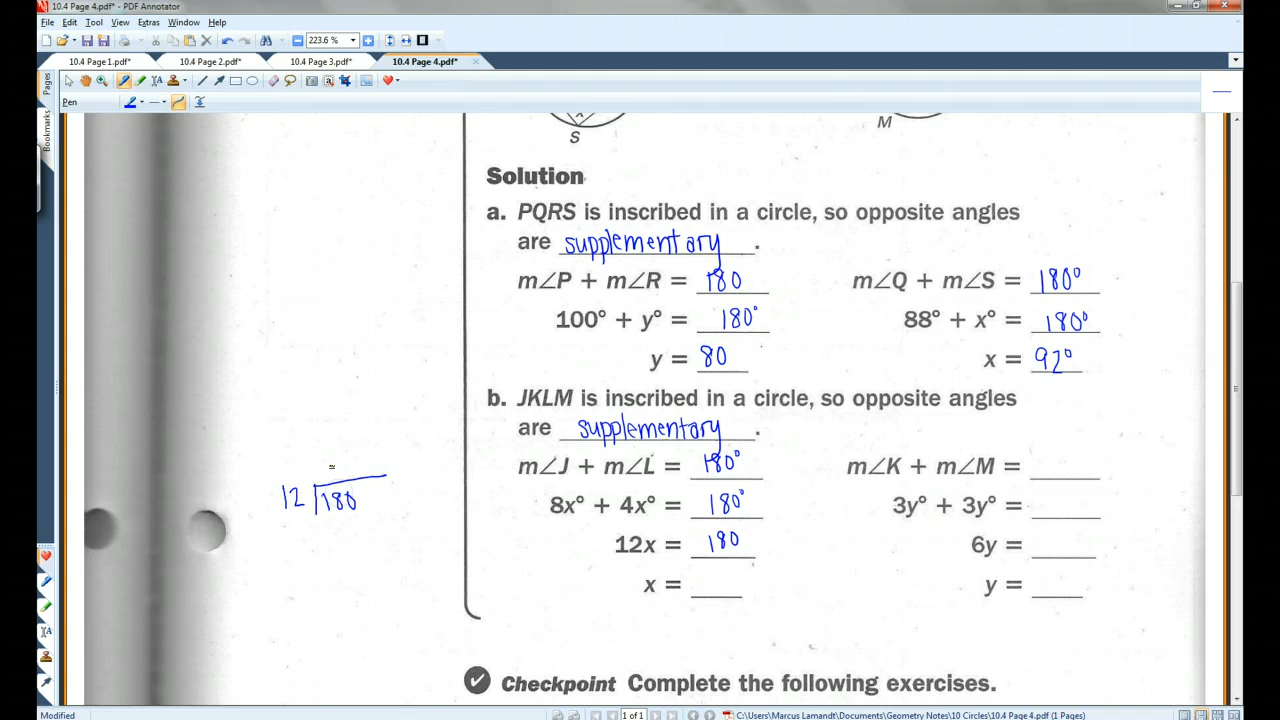 10.4 Page 4.pdf* - PDF Annotator
File Edit Tool View Extras Window Help
223.6 %
10.4 Page 1.pdf* 10.4 Page 2.pdf* 10.4 Page 3.pdf* 10.4 Page 4.pdf*
Pen
Pages
Bookmarks
S
M
Solution
a. PQRS is inscribed in a circle, so opposite angles
are supplementary.
m∠P + m∠R = 180 m∠Q + m∠S = 180°
100° + y° = 180° 88° + x° = 180°
y = 80 x = 92°
b. JKLM is inscribed in a circle, so opposite angles
are supplementary.
m∠J + m∠L = 180° m∠K + m∠M = ____
8x° + 4x° = 180° 3y° + 3y° = ____
12x = 180 6y = ____
x = ____ y = ____
12 180
Checkpoint Complete the following exercises.
Modified 1 of 1 C:\Users\Marcus Lamandt\Documents\Geometry Notes\10 Circles\10.4 Page 4.pdf (1 Pages)